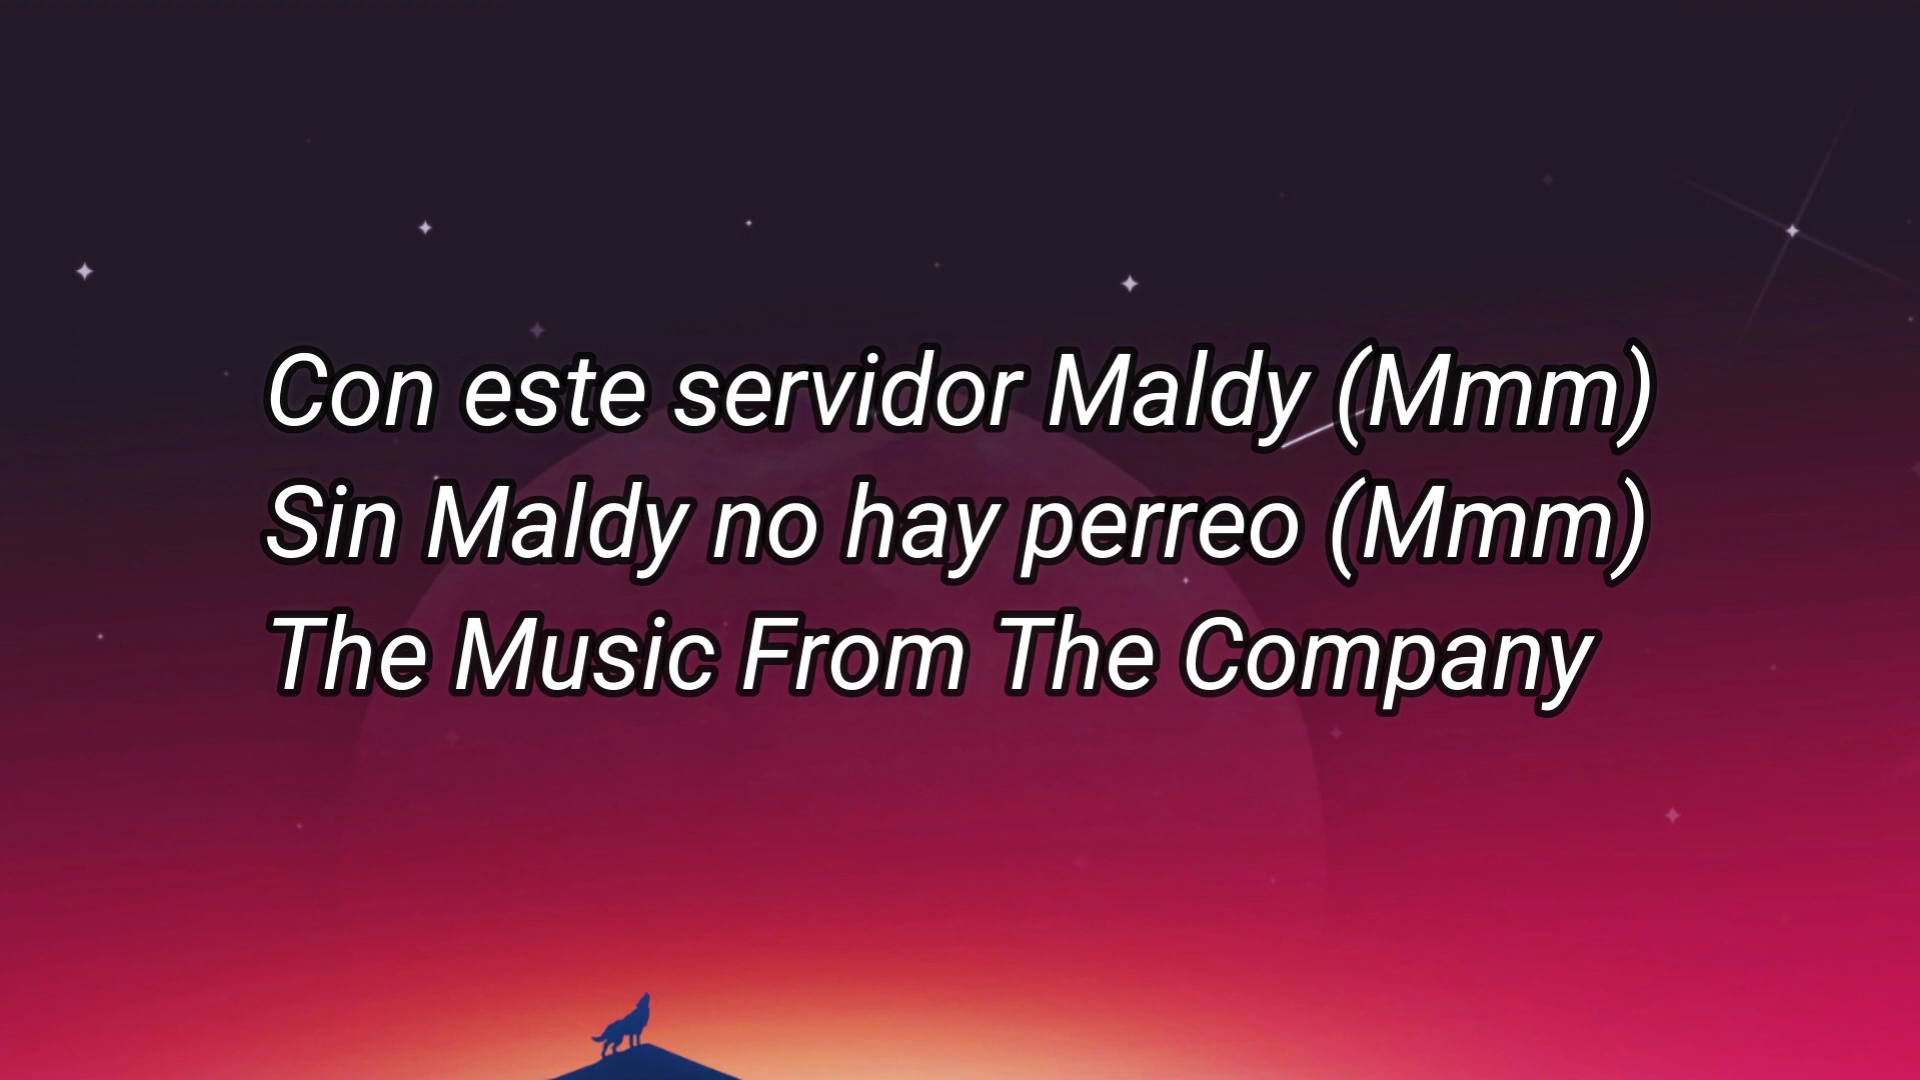 Con este servidor Maldy (Mmm)
Sin Maldy no hay perreo (Mmm)
The Music From The Company